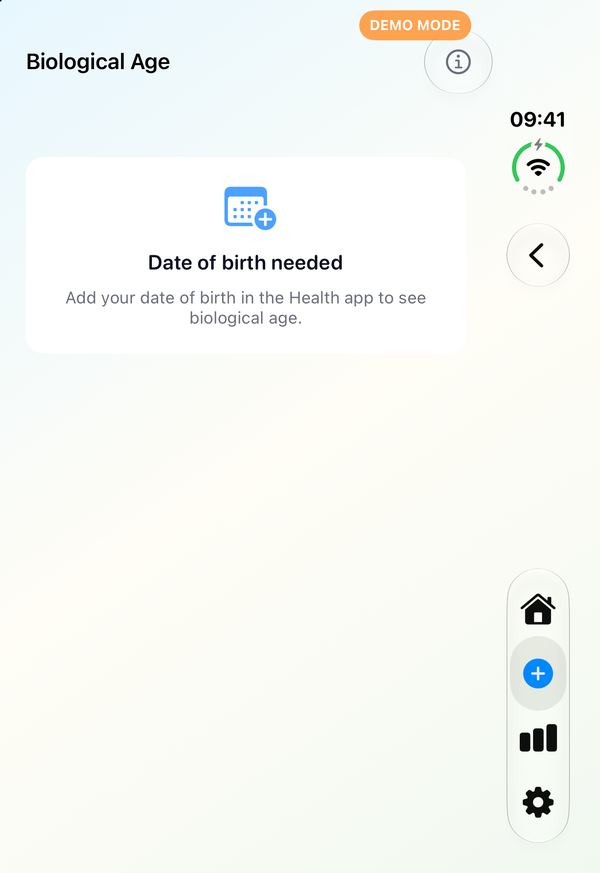 DEMO MODE
Biological Age
09:41
Date of birth needed
Add your date of birth in the Health app to see
biological age.